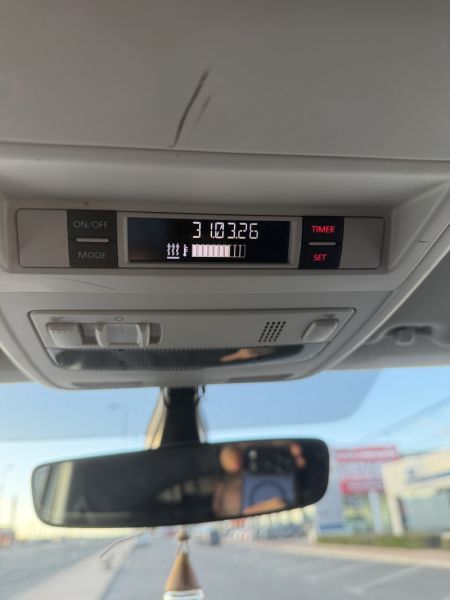 31.03.26
ON/OFF
MODE
TIMER
SET